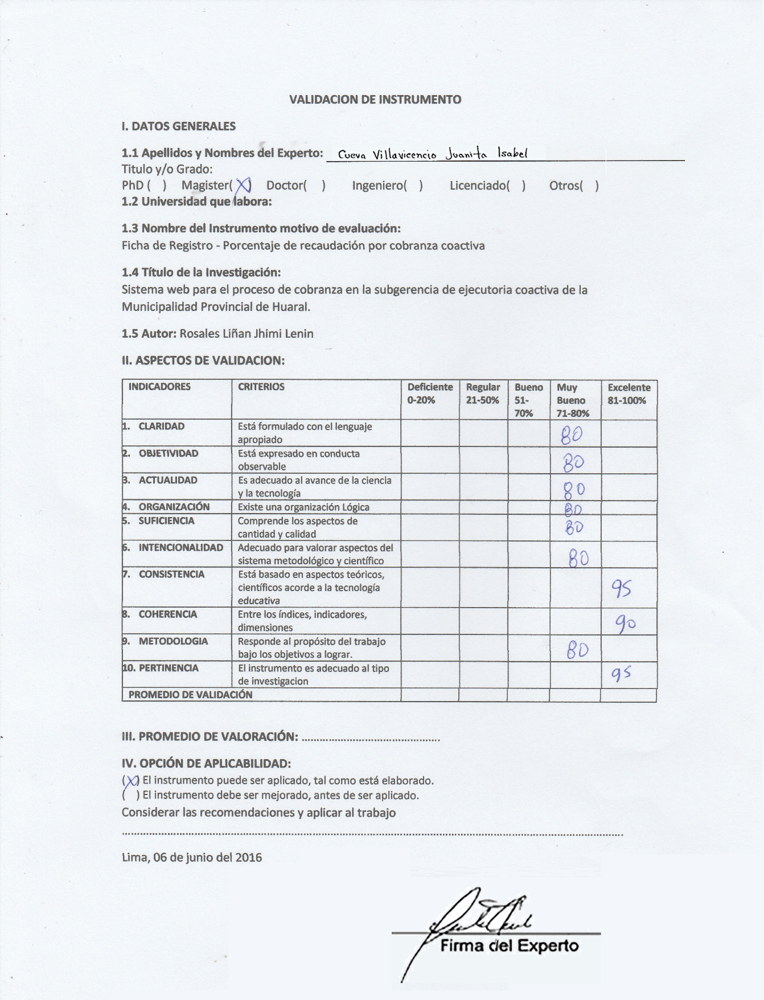 VALIDACION DE INSTRUMENTO
I. DATOS GENERALES
1.1 Apellidos y Nombres del Experto: Cueva Villavicencio Juanita Isabel
Titulo y/o Grado:
PhD ( ) Magister(X) Doctor( ) Ingeniero( ) Licenciado( ) Otros( )
1.2 Universidad que labora:
1.3 Nombre del Instrumento motivo de evaluación:
Ficha de Registro - Porcentaje de recaudación por cobranza coactiva
1.4 Título de la Investigación:
Sistema web para el proceso de cobranza en la subgerencia de ejecutoria coactiva de la
Municipalidad Provincial de Huaral.
1.5 Autor: Rosales Liñan Jhimi Lenin
II. ASPECTOS DE VALIDACION:
INDICADORES CRITERIOS Deficiente Regular Bueno Muy Excelente
0-20% 21-50% 51- Bueno 81-100%
70% 71-80%
1. CLARIDAD Está formulado con el lenguaje
apropiado 80
2. OBJETIVIDAD Está expresado en conducta
observable 80
3. ACTUALIDAD Es adecuado al avance de la ciencia
y la tecnología 80
4. ORGANIZACIÓN Existe una organización Lógica 80
5. SUFICIENCIA Comprende los aspectos de
cantidad y calidad 80
6. INTENCIONALIDAD Adecuado para valorar aspectos del
sistema metodológico y científico 80
7. CONSISTENCIA Está basado en aspectos teóricos,
científicos acorde a la tecnología 95
educativa
8. COHERENCIA Entre los índices, indicadores,
dimensiones 90
9. METODOLOGIA Responde al propósito del trabajo
bajo los objetivos a lograr. 80
10. PERTINENCIA El instrumento es adecuado al tipo
de investigacion 95
PROMEDIO DE VALIDACIÓN
III. PROMEDIO DE VALORACIÓN: ...............................................
IV. OPCIÓN DE APLICABILIDAD:
(X) El instrumento puede ser aplicado, tal como está elaborado.
( ) El instrumento debe ser mejorado, antes de ser aplicado.
Considerar las recomendaciones y aplicar al trabajo
Lima, 06 de junio del 2016
Firma del Experto